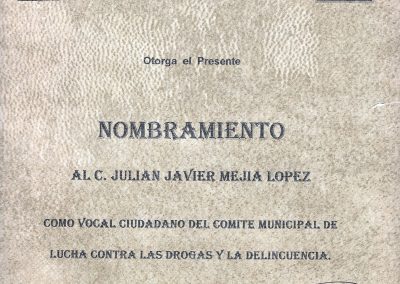 Otorga el Presente
NOMBRAMIENTO
AL C. JULIAN JAVIER MEJIA LOPEZ
COMO VOCAL CIUDADANO DEL COMITE MUNICIPAL DE
LUCHA CONTRA LAS DROGAS Y LA DELINCUENCIA.